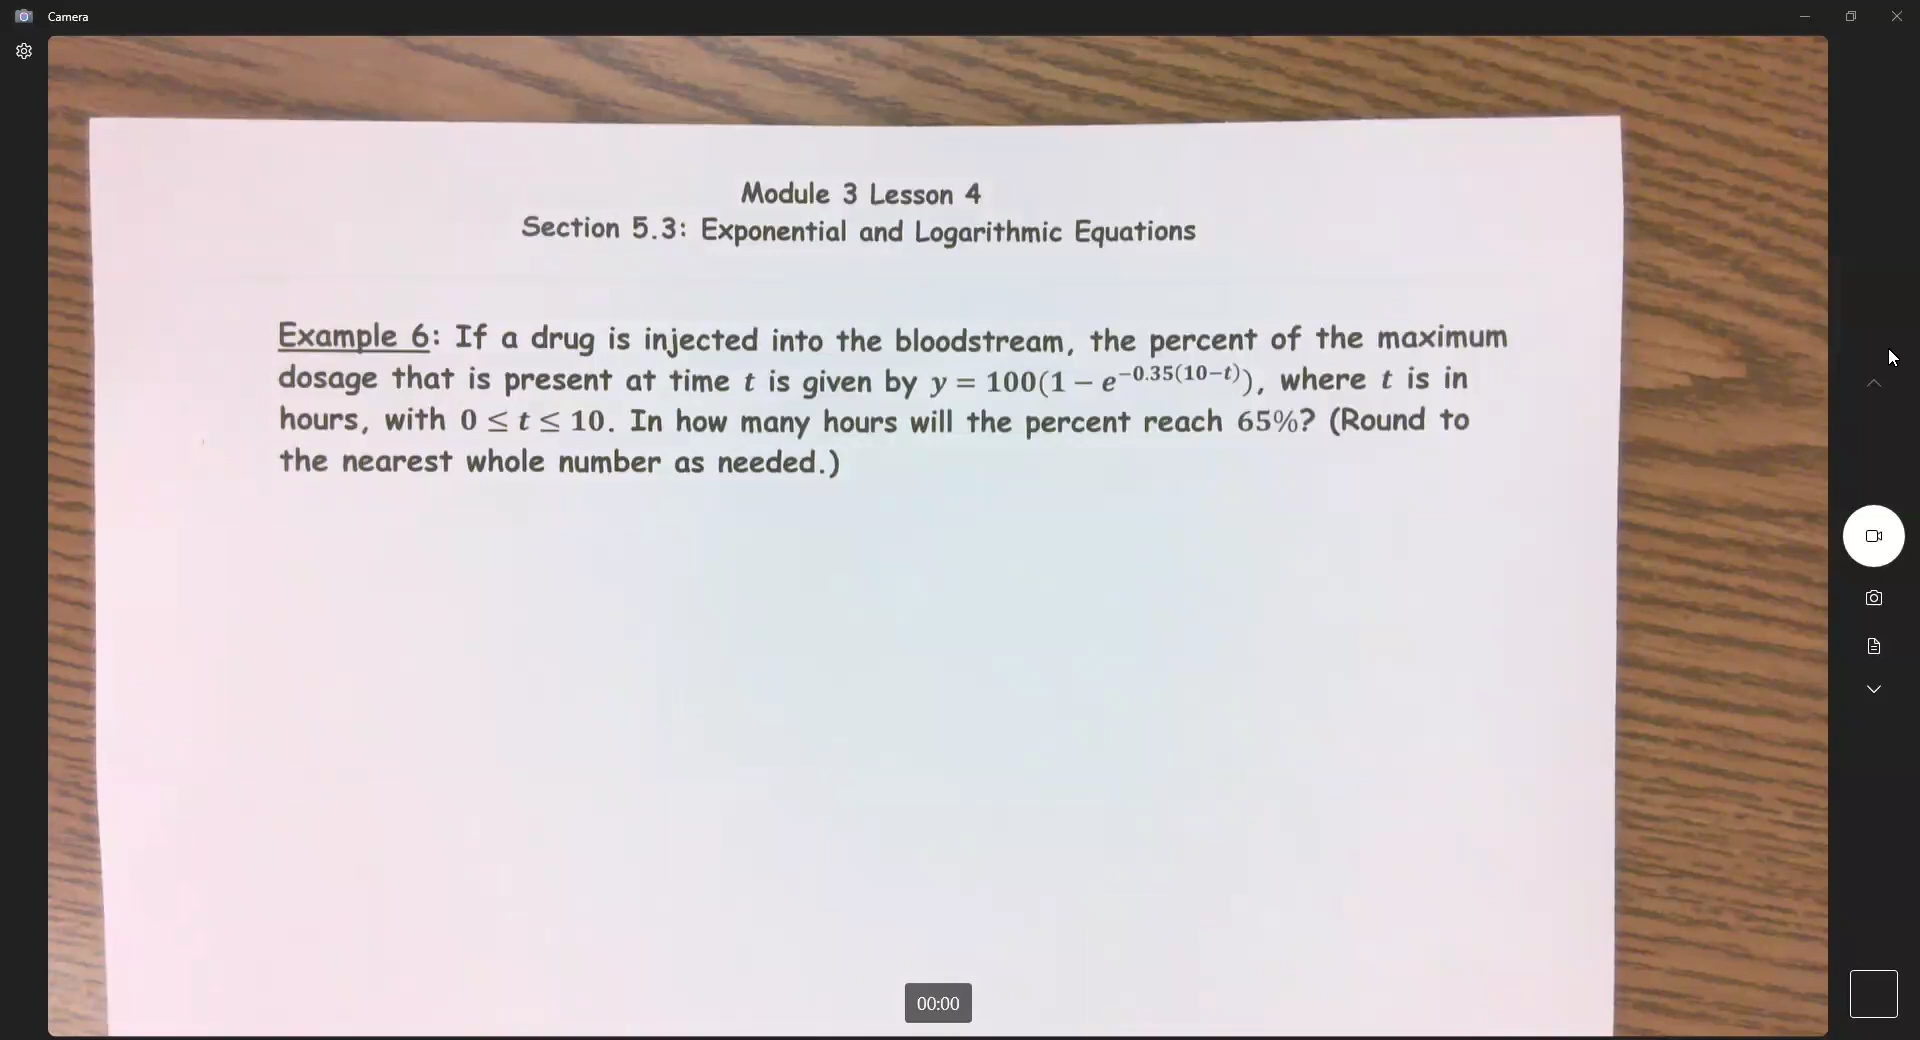 Camera
Module 3 Lesson 4
Section 5.3: Exponential and Logarithmic Equations
Example 6: If a drug is injected into the bloodstream, the percent of the maximum
dosage that is present at time t is given by y = 100(1 − e^{−0.35(10−t)}), where t is in
hours, with 0 ≤ t ≤ 10. In how many hours will the percent reach 65%? (Round to
the nearest whole number as needed.)
00:00